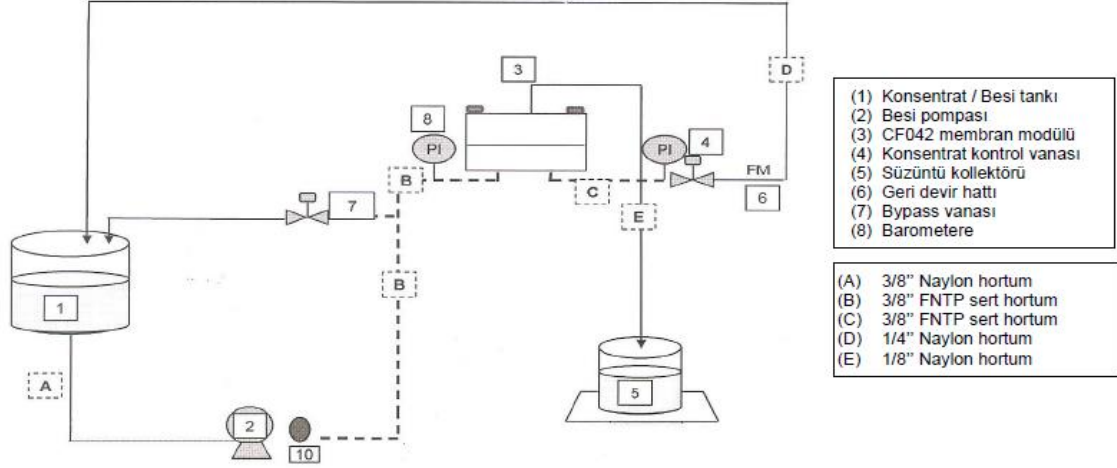 D
3
8
PI
PI
4
B
C
FM
6
7
E
B
1
A
2
10
5
(1) Konsentrat / Besi tankı
(2) Besi pompası
(3) CF042 membran modülü
(4) Konsentrat kontrol vanası
(5) Süzüntü kollektörü
(6) Geri devir hattı
(7) Bypass vanası
(8) Barometere
(A) 3/8” Naylon hortum
(B) 3/8” FNTP sert hortum
(C) 3/8” FNTP sert hortum
(D) 1/4” Naylon hortum
(E) 1/8” Naylon hortum